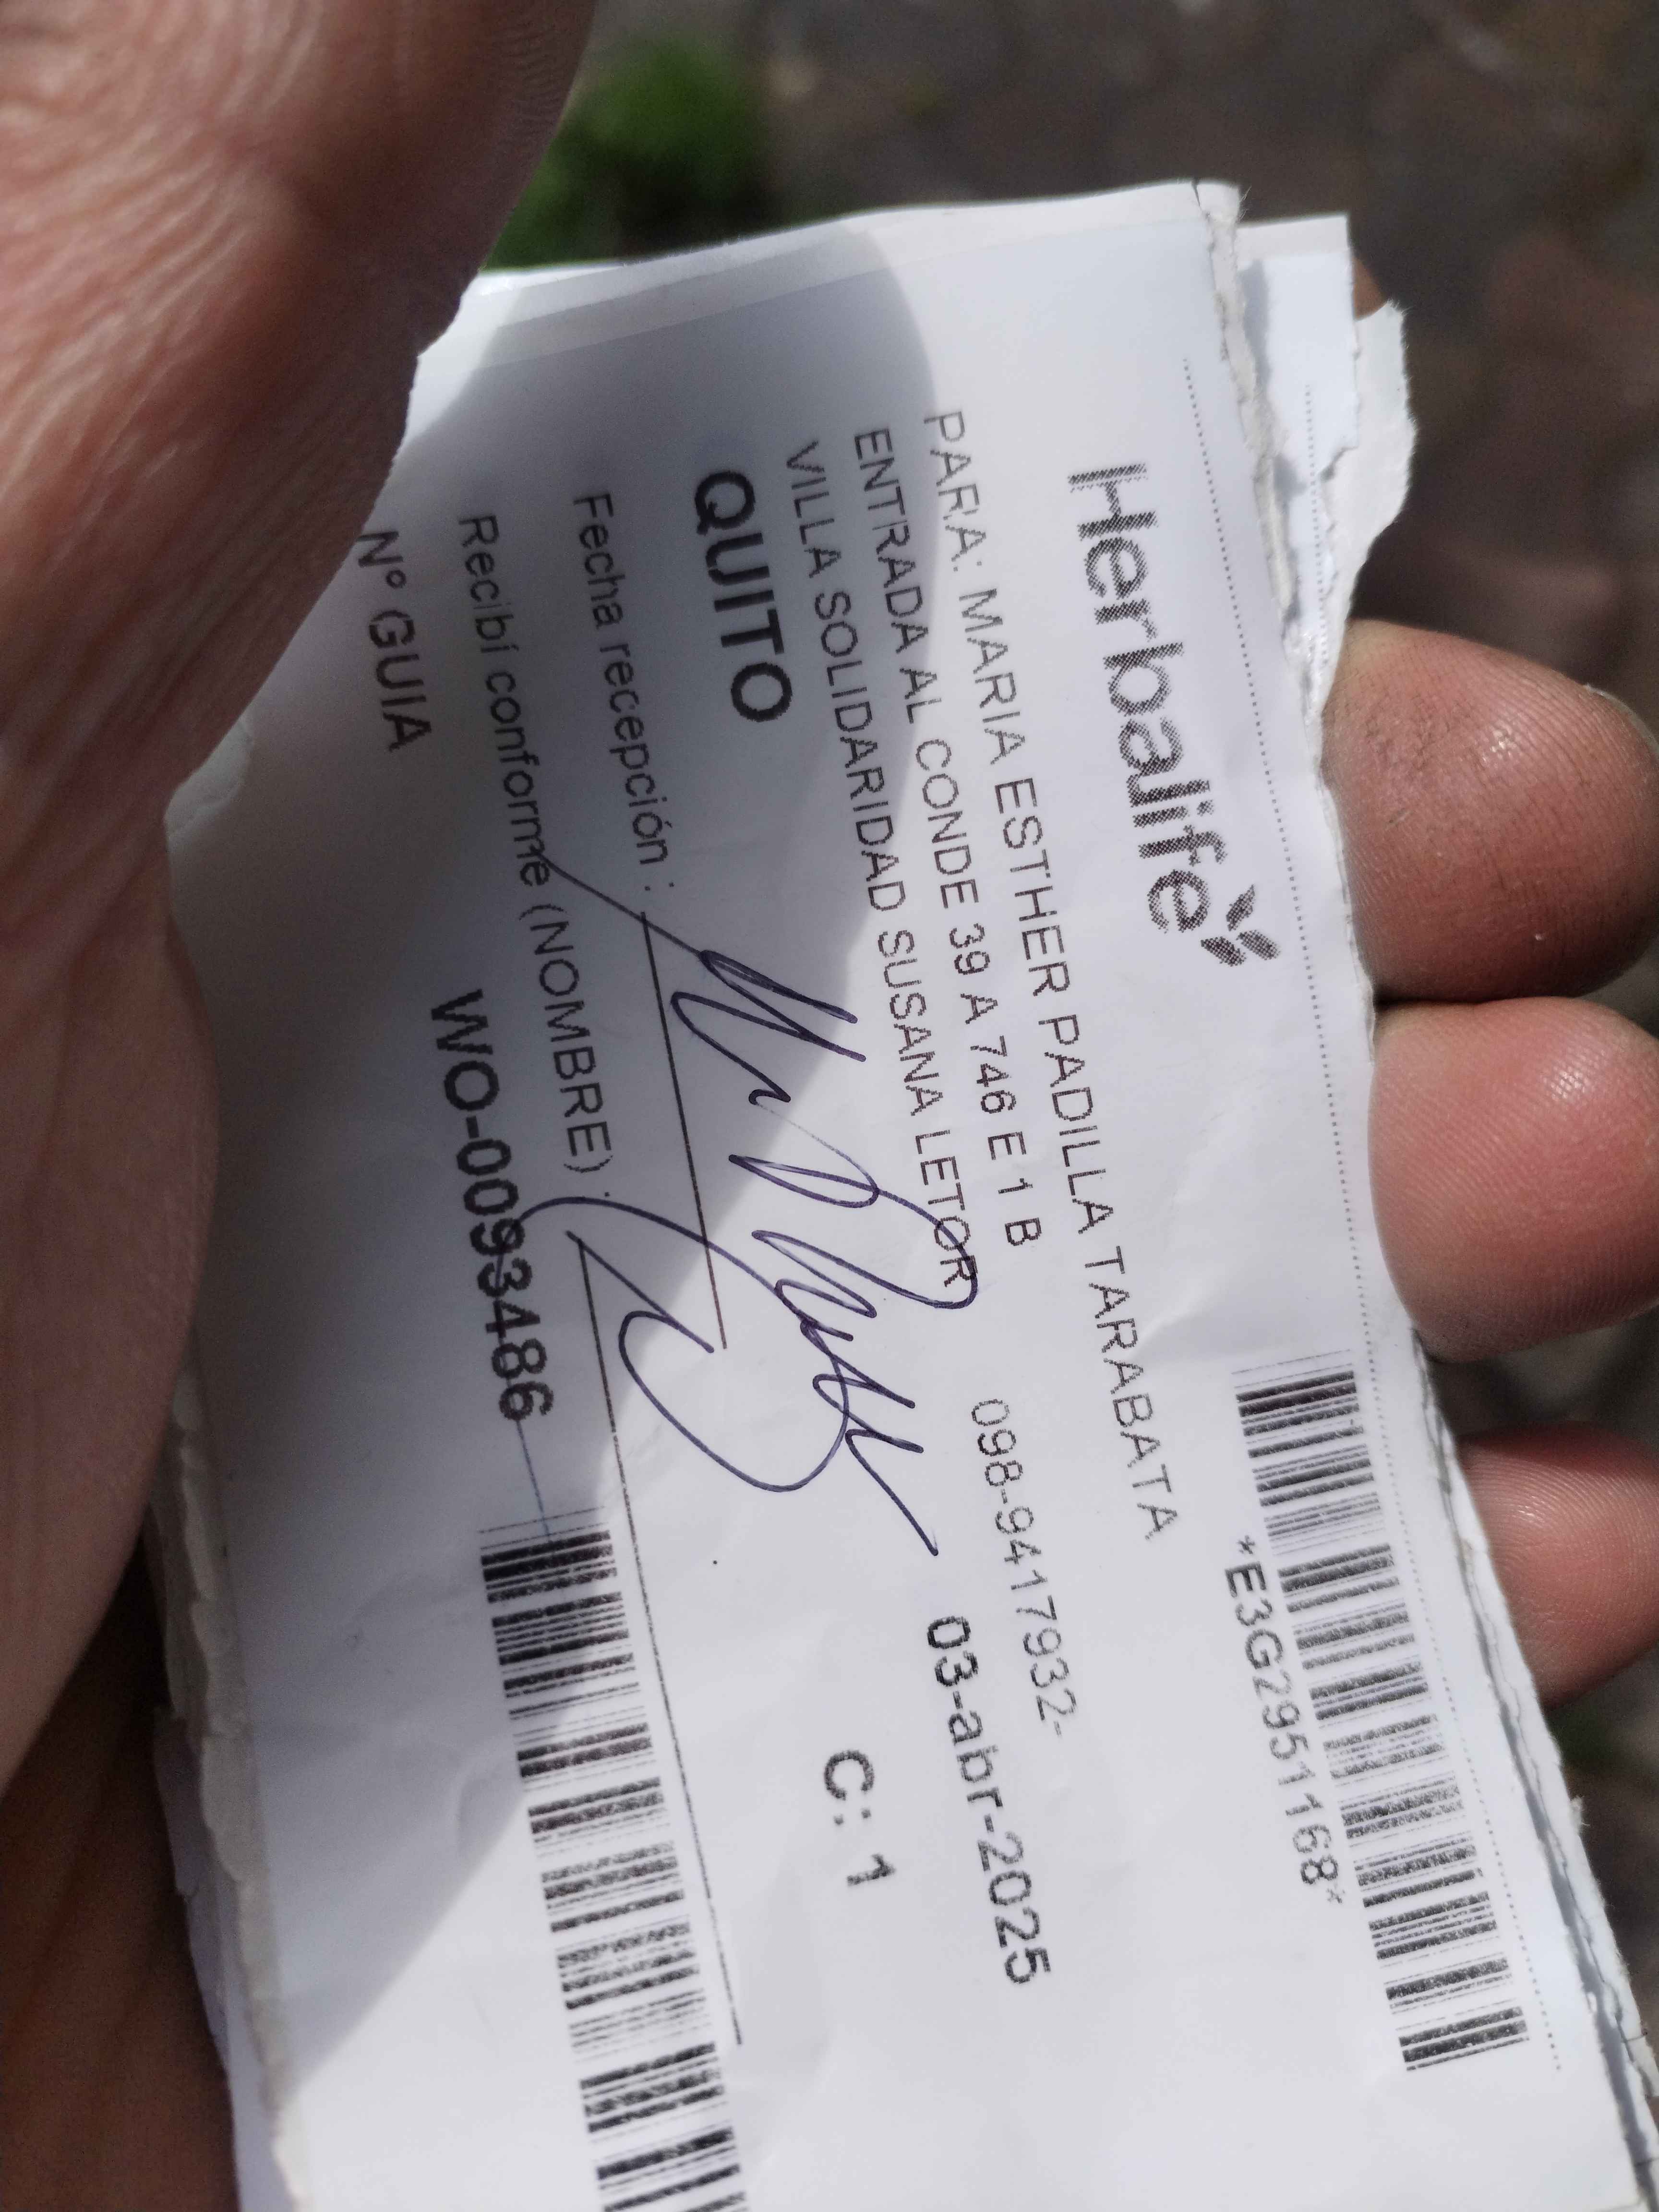 Herbalife
*E3G2951168*
PARA: MARIA ESTHER PADILLA TARABATA
ENTRADA AL CONDE 39 A 746 E 1 B
098-9417932-
VILLA SOLIDARIDAD SUSANA LETOR
03-abr-2025
QUITO
C: 1
Fecha recepción :
Recibí conforme (NOMBRE) :
N° GUIA
WO-0093486